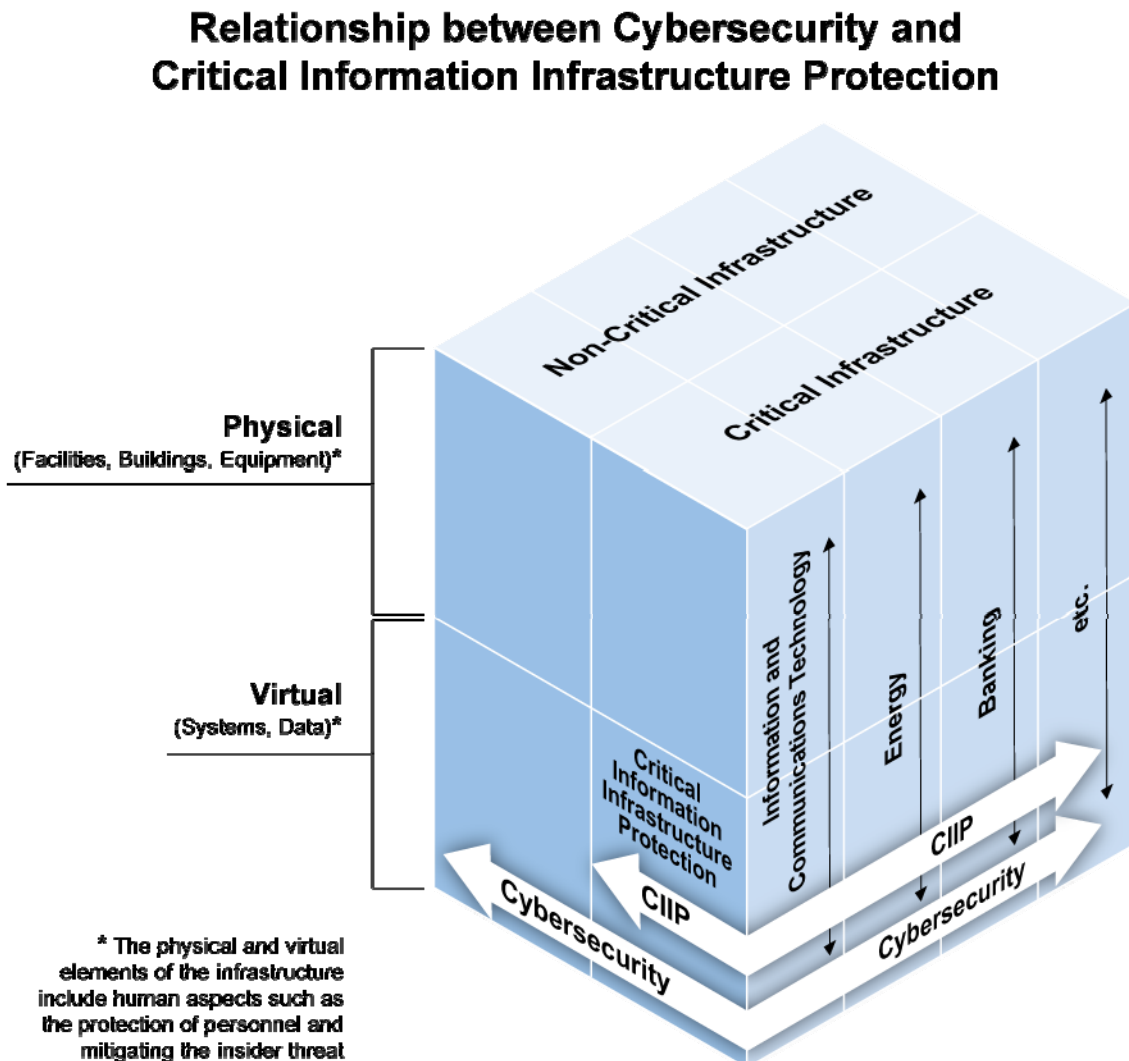 Relationship between Cybersecurity and
Critical Information Infrastructure Protection
Non-Critical Infrastructure
Critical Infrastructure
Physical
(Facilities, Buildings, Equipment)*
Virtual
(Systems, Data)*
Information and
Communications Technology
Energy
Banking
etc.
Critical
Information
Infrastructure
Protection
CIIP
CIIP
Cybersecurity
Cybersecurity
* The physical and virtual
elements of the infrastructure
include human aspects such as
the protection of personnel and
mitigating the insider threat